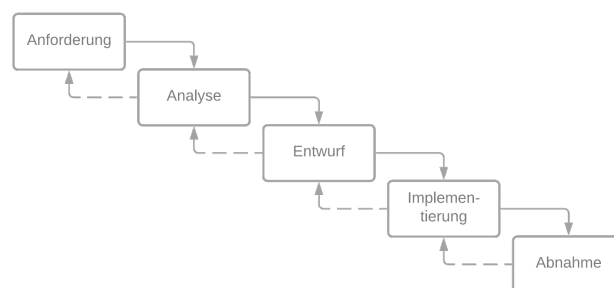 Anforderung
Analyse
Entwurf
Implemen-
tierung
Abnahme